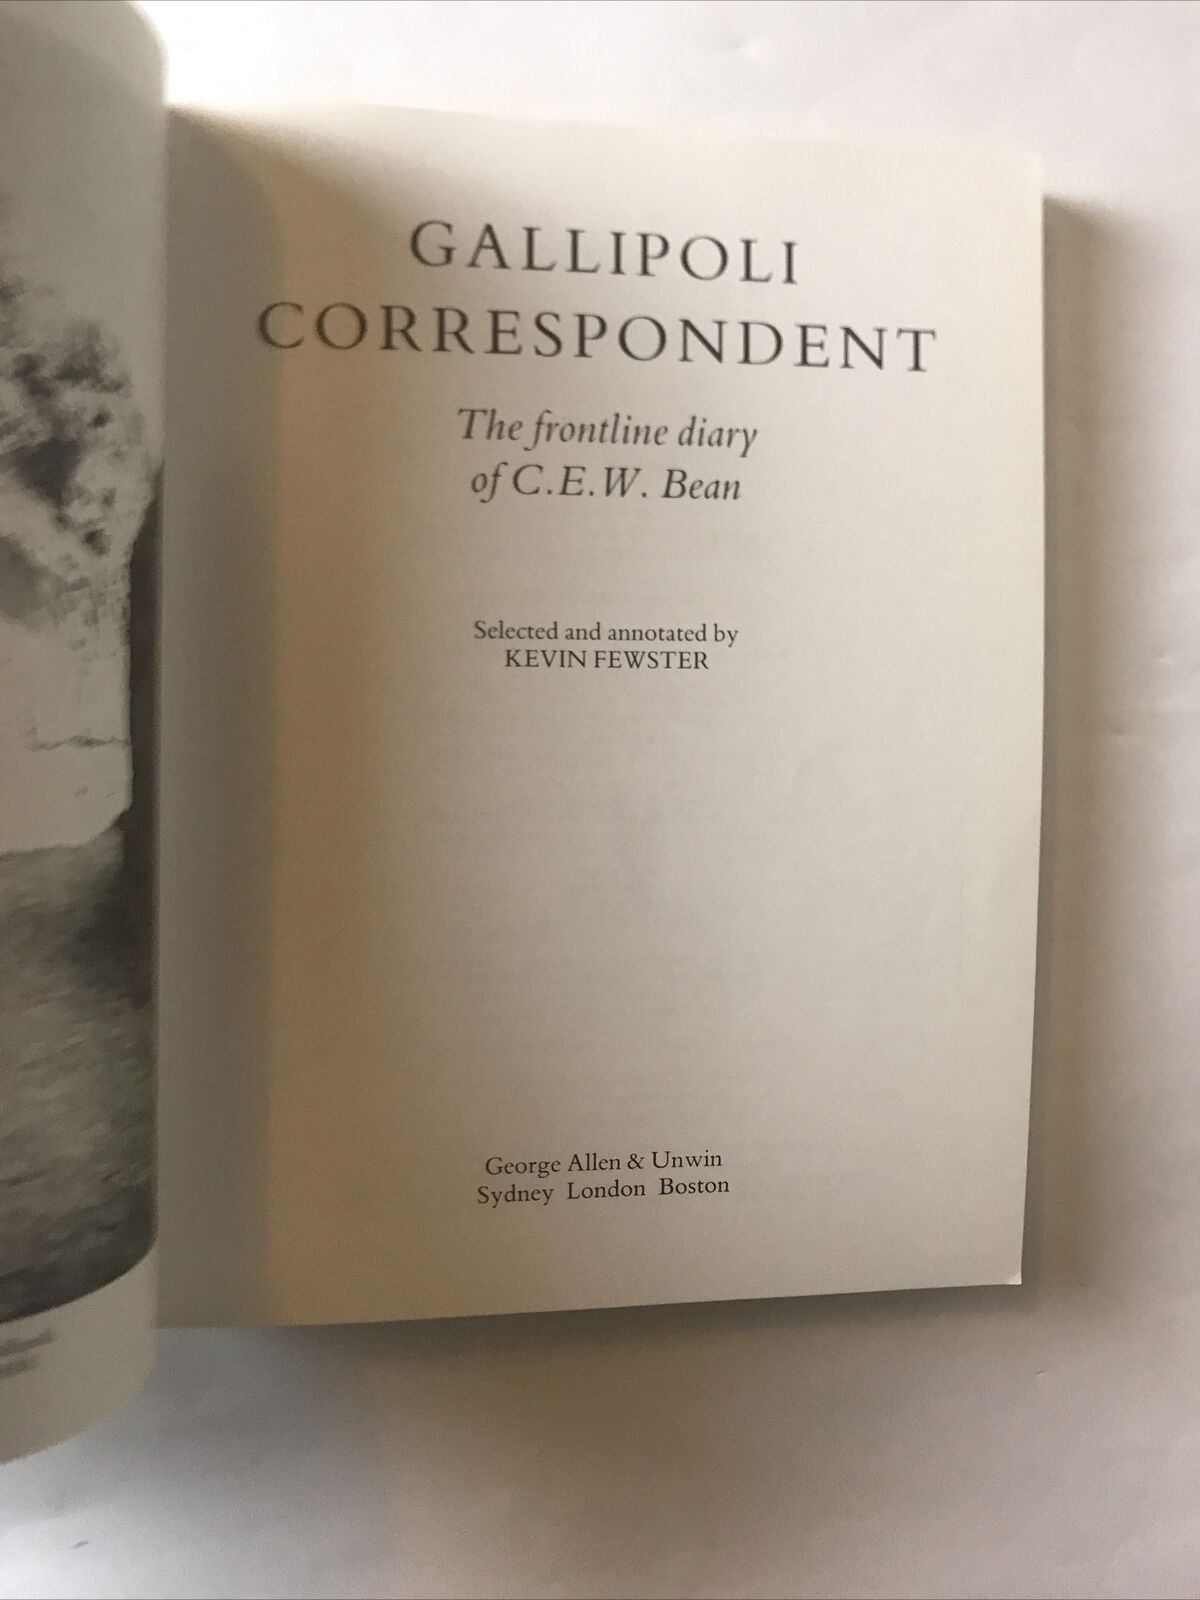 GALLIPOLI
CORRESPONDENT
The frontline diary
of C.E.W. Bean
Selected and annotated by
KEVIN FEWSTER
George Allen & Unwin
Sydney London Boston